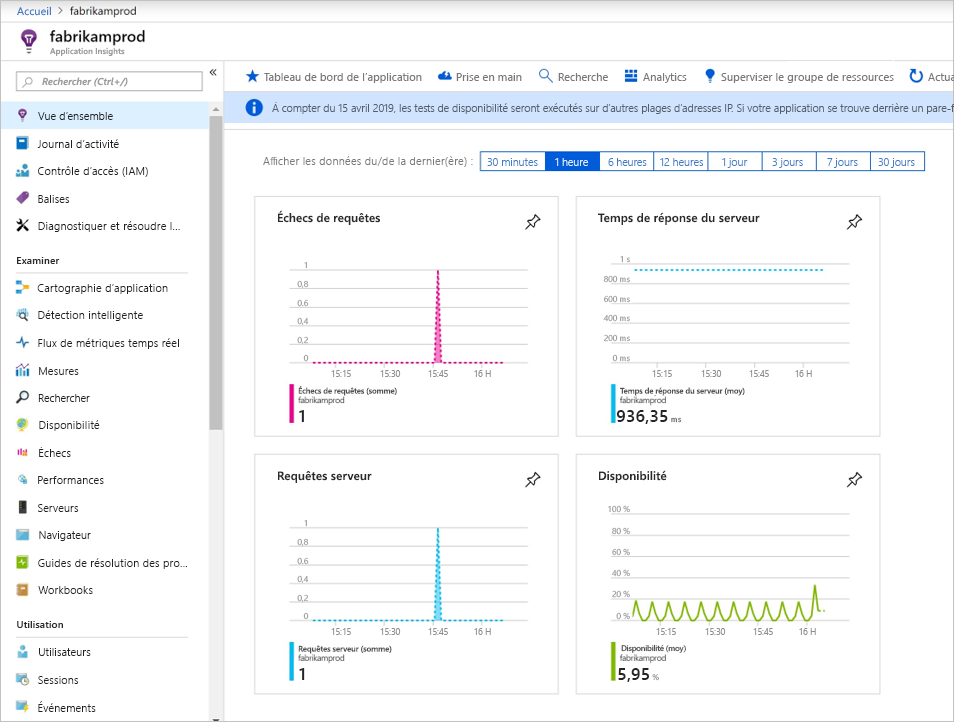 Accueil > fabrikamprod
fabrikamprod
Application Insights
Rechercher (Ctrl+/)
«
Vue d'ensemble
Journal d'activité
Contrôle d'accès (IAM)
Balises
Diagnostiquer et résoudre l...
Examiner
Cartographie d'application
Détection intelligente
Flux de métriques temps réel
Mesures
Rechercher
Disponibilité
Échecs
Performances
Serveurs
Navigateur
Guides de résolution des pro...
Workbooks
Utilisation
Utilisateurs
Sessions
Événements
Tableau de bord de l'application Prise en main Recherche Analytics Superviser le groupe de ressources Actua
À compter du 15 avril 2019, les tests de disponibilité seront exécutés sur d'autres plages d'adresses IP. Si votre application se trouve derrière un pare-f
Afficher les données du/de la dernier(ère) : 30 minutes 1 heure 6 heures 12 heures 1 jour 3 jours 7 jours 30 jours
Échecs de requêtes
1
0,8
0,6
0,4
0,2
0
15:15 15:30 15:45 16 H
Échecs de requêtes (somme)
fabrikamprod
1
Temps de réponse du serveur
1 s
800 ms
600 ms
400 ms
200 ms
0 ms
15:15 15:30 15:45 16 H
Temps de réponse du serveur (moy)
fabrikamprod
936,35 ms
Requêtes serveur
1
0,8
0,6
0,4
0,2
0
15:15 15:30 15:45 16 H
Requêtes serveur (somme)
fabrikamprod
1
Disponibilité
100 %
80 %
60 %
40 %
20 %
0 %
15:15 15:30 15:45 16 H
Disponibilité (moy)
fabrikamprod
5,95 %